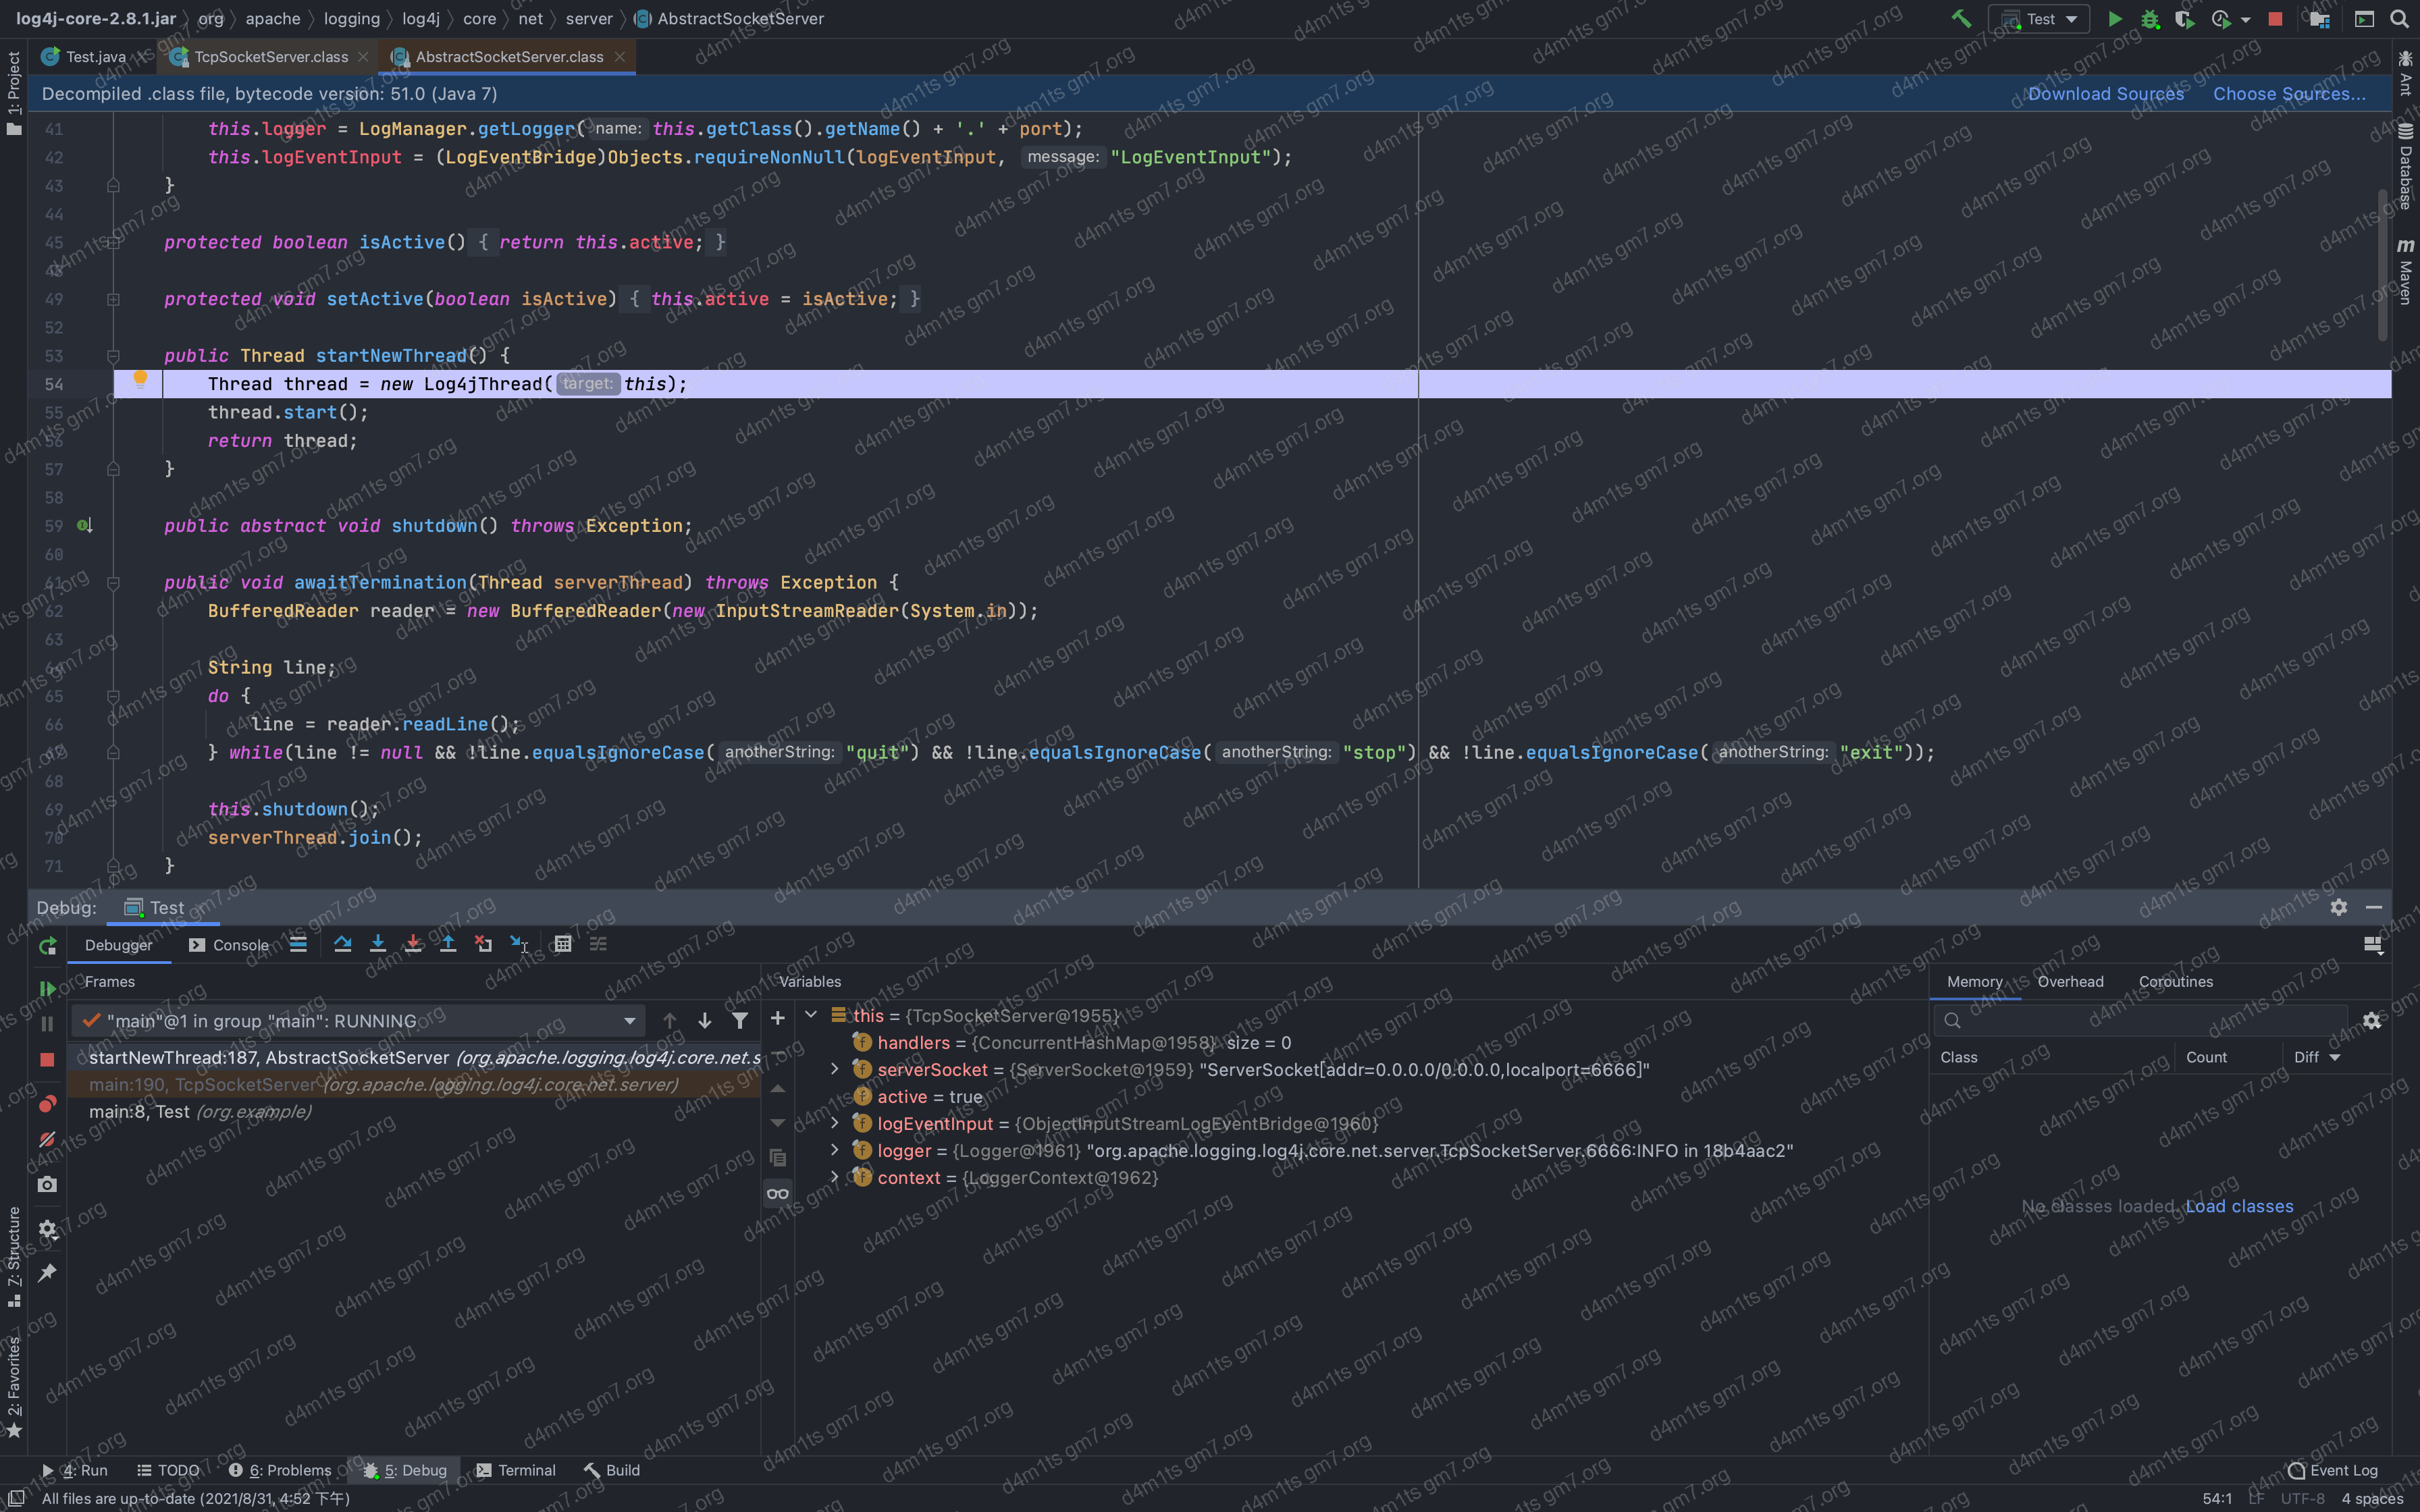 log4j-core-2.8.1.jar org apache logging log4j core net server AbstractSocketServer
Test
Test.java TcpSocketServer.class AbstractSocketServer.class
Decompiled .class file, bytecode version: 51.0 (Java 7) Download Sources Choose Sources...
41 this.logger = LogManager.getLogger( name: this.getClass().getName() + '.' + port);
42 this.logEventInput = (LogEventBridge)Objects.requireNonNull(logEventInput, message: "LogEventInput");
43 }
44
45 protected boolean isActive() { return this.active; }
48
49 protected void setActive(boolean isActive) { this.active = isActive; }
52
53 public Thread startNewThread() {
54 Thread thread = new Log4jThread( target: this);
55 thread.start();
56 return thread;
57 }
58
59 public abstract void shutdown() throws Exception;
60
61 public void awaitTermination(Thread serverThread) throws Exception {
62 BufferedReader reader = new BufferedReader(new InputStreamReader(System.in));
63
64 String line;
65 do {
66 line = reader.readLine();
67 } while(line != null && !line.equalsIgnoreCase( anotherString: "quit") && !line.equalsIgnoreCase( anotherString: "stop") && !line.equalsIgnoreCase( anotherString: "exit"));
68
69 this.shutdown();
70 serverThread.join();
71 }
1: Project
7: Structure
2: Favorites
Ant
Database
Maven
Debug: Test
Debugger Console
Frames
"main"@1 in group "main": RUNNING
startNewThread:187, AbstractSocketServer (org.apache.logging.log4j.core.net.s
main:190, TcpSocketServer (org.apache.logging.log4j.core.net.server)
main:8, Test (org.example)
Variables
this = {TcpSocketServer@1955}
handlers = {ConcurrentHashMap@1958} size = 0
serverSocket = {ServerSocket@1959} "ServerSocket[addr=0.0.0.0/0.0.0.0,localport=6666]"
active = true
logEventInput = {ObjectInputStreamLogEventBridge@1960}
logger = {Logger@1961} "org.apache.logging.log4j.core.net.server.TcpSocketServer.6666:INFO in 18b4aac2"
context = {LoggerContext@1962}
Memory Overhead Coroutines
Class Count Diff
No classes loaded. Load classes
4: Run TODO 6: Problems 5: Debug Terminal Build Event Log
All files are up-to-date (2021/8/31, 4:52 下午) 54:1 LF UTF-8 4 spaces
d4m1ts gm7.org